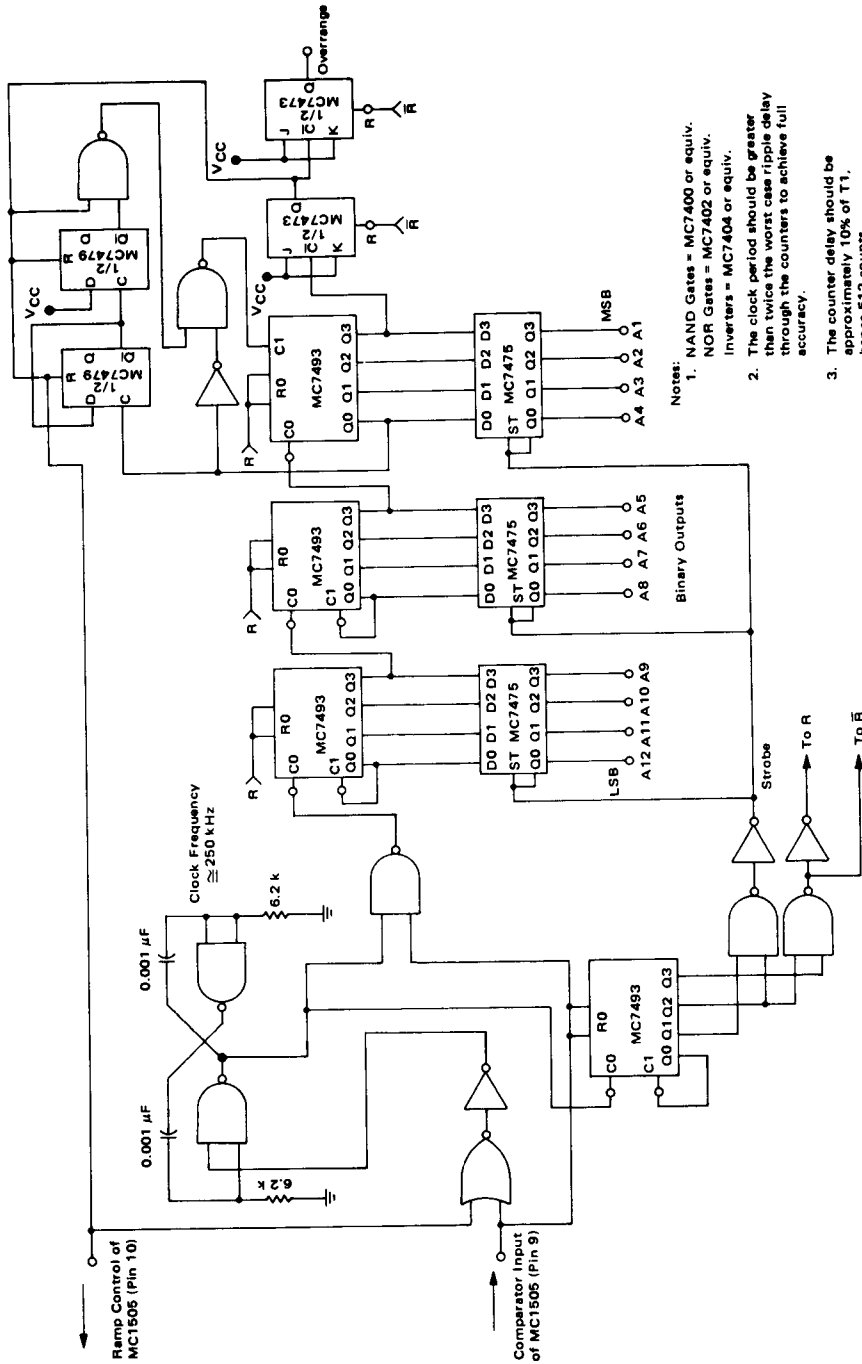 Ramp Control of
MC1505 (Pin 10)
Comparator Input
of MC1505 (Pin 9)
0.001 μF
6.2 k
0.001 μF
6.2 k
Clock Frequency
≅ 250 kHz
C0
R0
MC7493
C1
Q0 Q1 Q2 Q3
R
C0
R0
MC7493
C1
Q0 Q1 Q2 Q3
D0 D1 D2 D3
ST MC7475
Q0 Q1 Q2 Q3
LSB
A12 A11 A10 A9
R
C0
R0
MC7493
C1
Q0 Q1 Q2 Q3
D0 D1 D2 D3
ST MC7475
Q0 Q1 Q2 Q3
A8 A7 A6 A5
Binary Outputs
R
C0
R0
C1
MC7493
Q0 Q1 Q2 Q3
D0 D1 D2 D3
ST MC7475
Q0 Q1 Q2 Q3
MSB
A4 A3 A2 A1
Strobe
To R
To R̅
D R Q
1/2
MC7479
C Q̅
VCC
D R Q
1/2
MC7479
C Q̅
VCC
J Q
C̅
K
1/2
MC7473
R
R̅
VCC
J Q
C̅
K
1/2
MC7473
R
R̅
Overrange
Notes:
1. NAND Gates = MC7400 or equiv.
NOR Gates = MC7402 or equiv.
Inverters = MC7404 or equiv.
2. The clock period should be greater
than twice the worst case ripple delay
through the counters to achieve full
accuracy.
3. The counter delay should be
approximately 10% of T1,